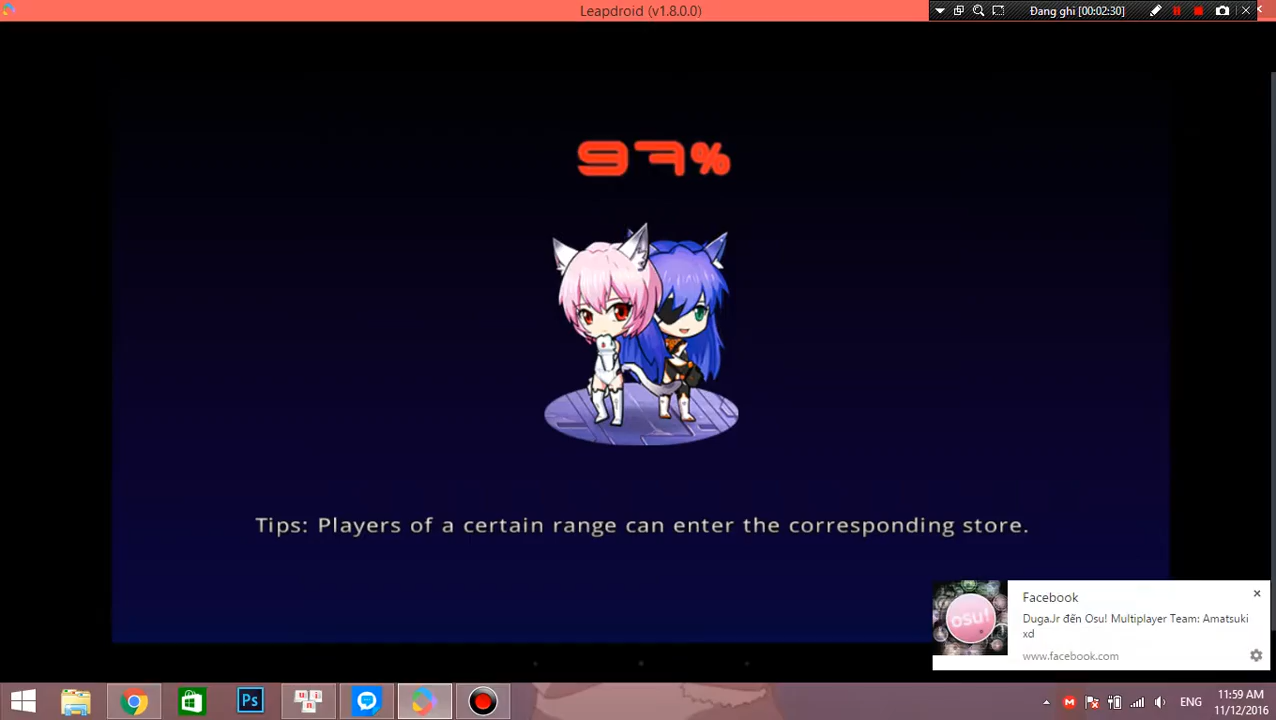 Leapdroid (v1.8.0.0)
Đang ghi [00:02:30]
97%
Tips: Players of a certain range can enter the corresponding store.
osu!
Facebook
DugaJr đến Osu! Multiplayer Team: Amatsuki
xd
www.facebook.com
Ps
U i n
ENG
11:59 AM
11/12/2016